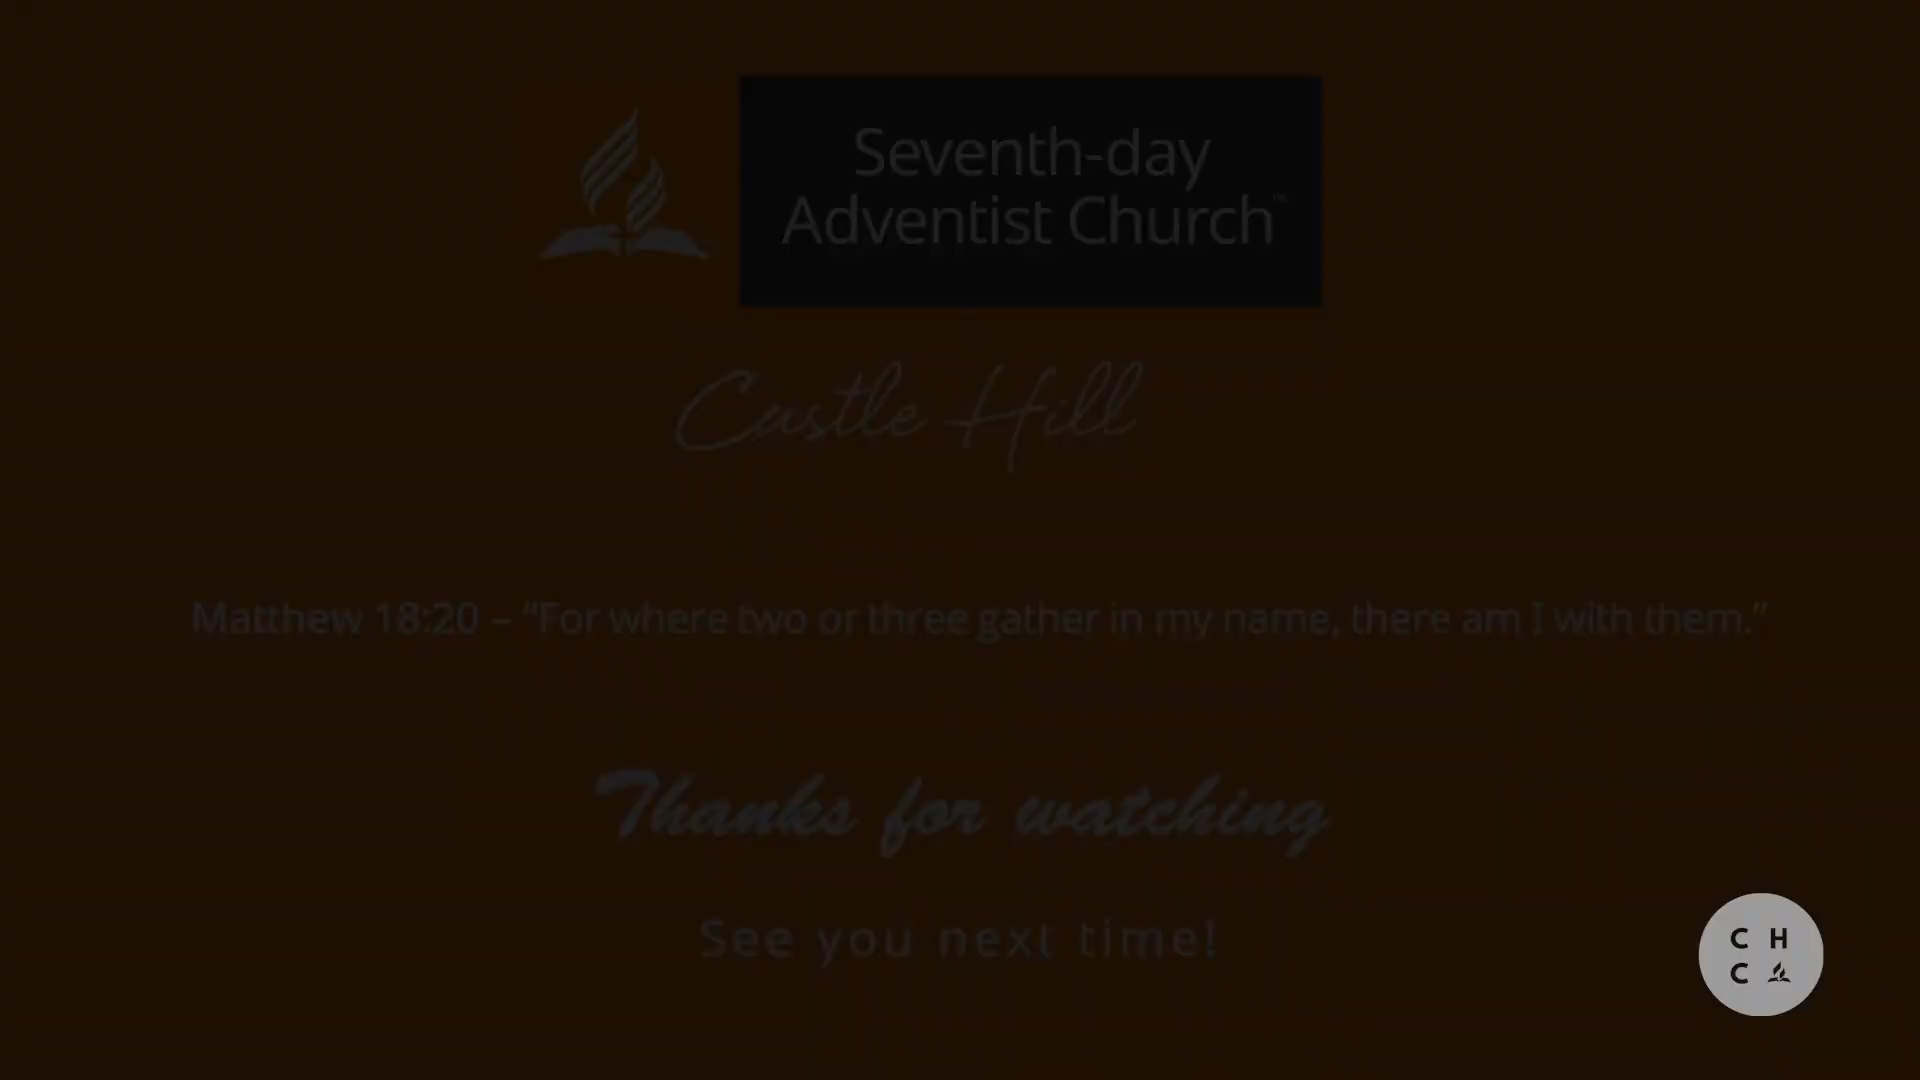 Seventh-day
Adventist Church™
Castle Hill
Matthew 18:20 – “For where two or three gather in my name, there am I with them.”
Thanks for watching
See you next time!
C H
C